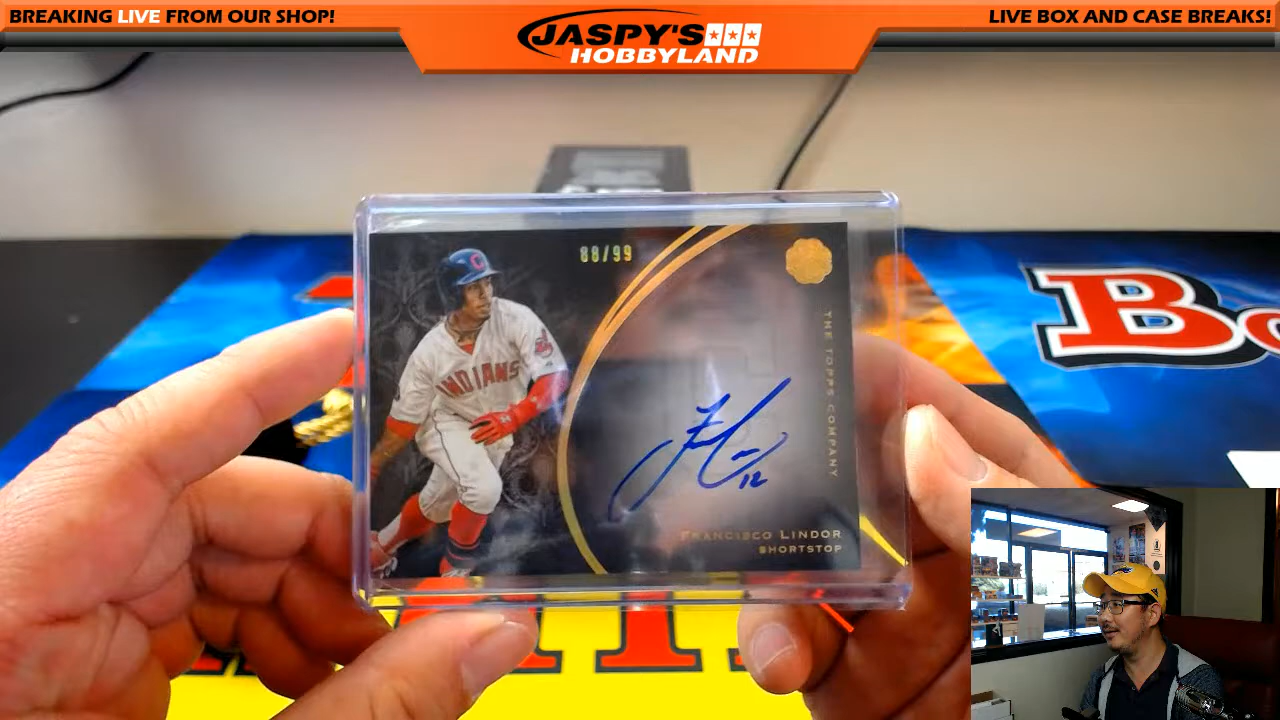 BREAKING LIVE FROM OUR SHOP!
JASPY'S
HOBBYLAND
LIVE BOX AND CASE BREAKS!
88/99
THE TOPPS COMPANY
INDIANS
12
FRANCISCO LINDOR
SHORTSTOP